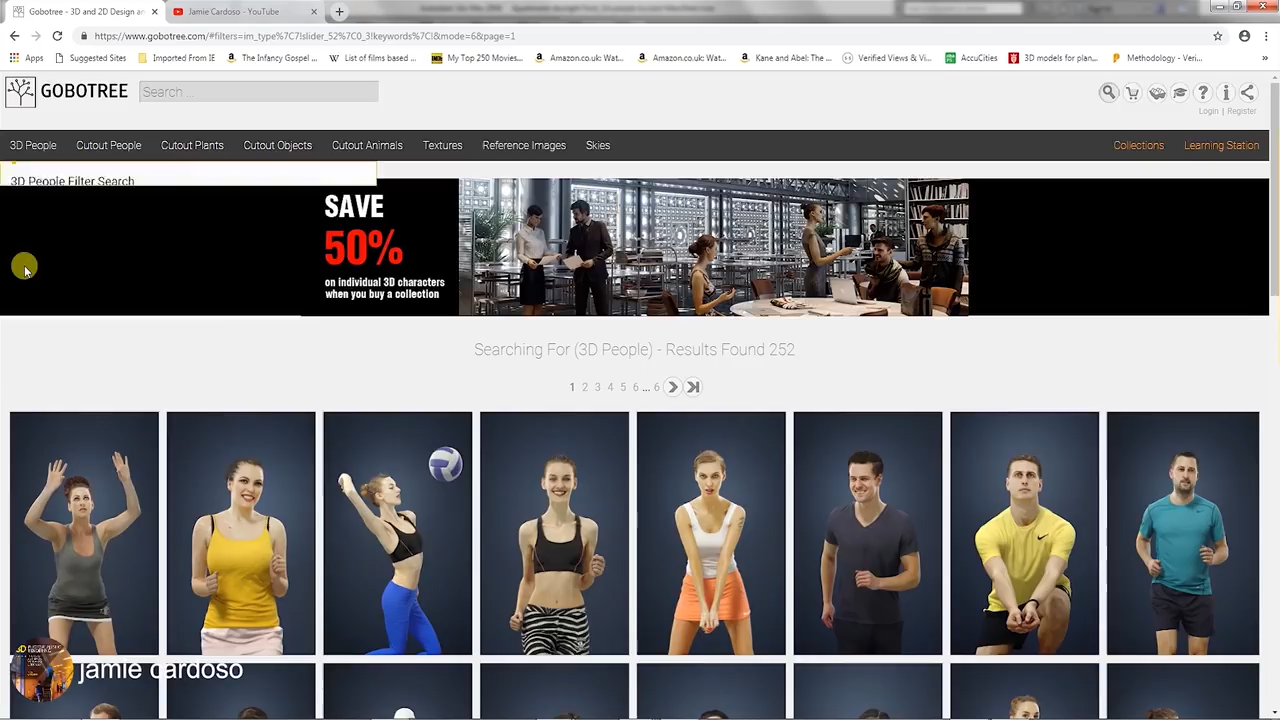 Gobotree - 3D and 2D Design an
Jamie Cardoso - YouTube
https://www.gobotree.com/#filters=im_type%7C7!slider_52%7C0_3!keywords%7C!&mode=6&page=1
Apps
Suggested Sites
Imported From IE
The Infancy Gospel ...
List of films based ...
My Top 250 Movies...
Amazon.co.uk: Wat...
Amazon.co.uk: Wat...
Kane and Abel: The ...
Verified Views & Vi...
AccuCities
3D models for plan...
Methodology - Veri...
GOBOTREE
Search ...
Login | Register
3D People
Cutout People
Cutout Plants
Cutout Objects
Cutout Animals
Textures
Reference Images
Skies
Collections
Learning Station
3D People Filter Search
SAVE
50%
on individual 3D characters
when you buy a collection
Searching For (3D People) - Results Found 252
1 2 3 4 5 6 ... 6
jamie cardoso